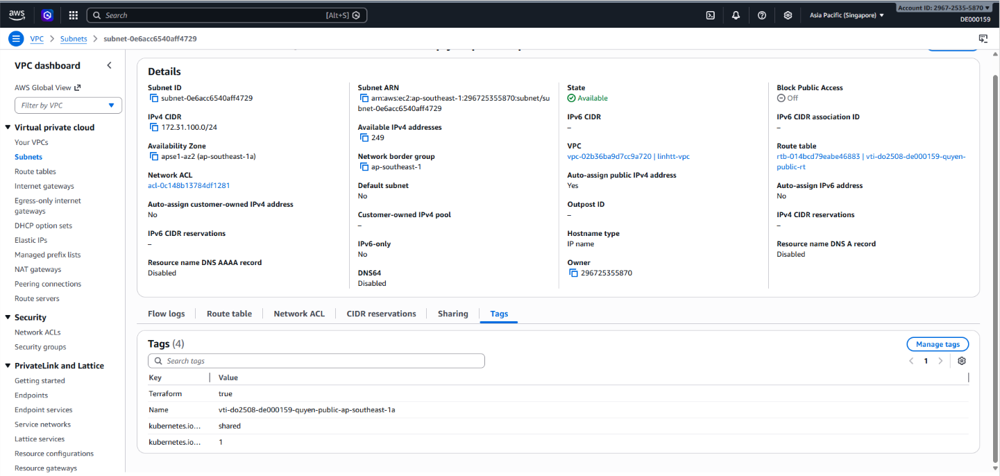 aws
Search
[Alt+S]
Asia Pacific (Singapore)
Account ID: 2967-2535-5870
DE000159
VPC
Subnets
subnet-0e6acc6540aff4729
VPC dashboard
AWS Global View
Filter by VPC
Virtual private cloud
Your VPCs
Subnets
Route tables
Internet gateways
Egress-only internet
gateways
DHCP option sets
Elastic IPs
Managed prefix lists
NAT gateways
Peering connections
Route servers
Security
Network ACLs
Security groups
PrivateLink and Lattice
Getting started
Endpoints
Endpoint services
Service networks
Lattice services
Resource configurations
Resource gateways
Details
Subnet ID
subnet-0e6acc6540aff4729
IPv4 CIDR
172.31.100.0/24
Availability Zone
apse1-az2 (ap-southeast-1a)
Network ACL
acl-0c148b13784df1281
Auto-assign customer-owned IPv4 address
No
IPv6 CIDR reservations
–
Resource name DNS AAAA record
Disabled
Subnet ARN
arn:aws:ec2:ap-southeast-1:296725355870:subnet/su
bnet-0e6acc6540aff4729
Available IPv4 addresses
249
Network border group
ap-southeast-1
Default subnet
No
Customer-owned IPv4 pool
–
IPv6-only
No
DNS64
Disabled
State
Available
IPv6 CIDR
–
VPC
vpc-02b36ba9d7cc9a720 | linhtt-vpc
Auto-assign public IPv4 address
Yes
Outpost ID
–
Hostname type
IP name
Owner
296725355870
Block Public Access
Off
IPv6 CIDR association ID
–
Route table
rtb-014bcd79eabe46883 | vti-do2508-de000159-quyen-
public-rt
Auto-assign IPv6 address
No
IPv4 CIDR reservations
–
Resource name DNS A record
Disabled
Flow logs
Route table
Network ACL
CIDR reservations
Sharing
Tags
Tags (4)
Manage tags
Search tags
1
Key Value
Terraform true
Name vti-do2508-de000159-quyen-public-ap-southeast-1a
kubernetes.io... shared
kubernetes.io... 1